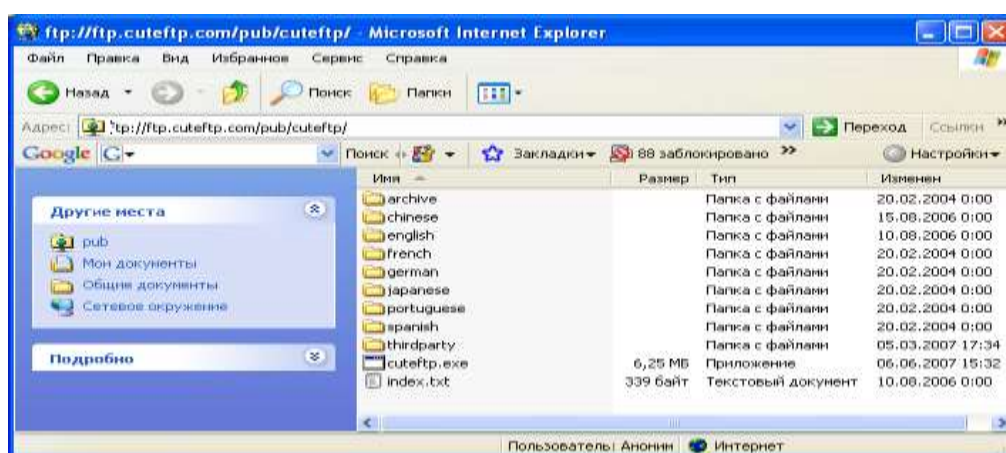 ftp://ftp.cuteftp.com/pub/cuteftp/ - Microsoft Internet Explorer
Файл Правка Вид Избранное Сервис Справка
Назад Поиск Папки
Адрес: ftp://ftp.cuteftp.com/pub/cuteftp/ Переход Ссылки »
Google G Поиск Закладки 88 заблокировано » Настройки
Имя Размер Тип Изменен
Другие места
pub
Мои документы
Общие документы
Сетевое окружение
Подробно
archive Папка с файлами 20.02.2004 0:00
chinese Папка с файлами 15.08.2006 0:00
english Папка с файлами 10.08.2006 0:00
french Папка с файлами 20.02.2004 0:00
german Папка с файлами 20.02.2004 0:00
japanese Папка с файлами 20.02.2004 0:00
portuguese Папка с файлами 20.02.2004 0:00
spanish Папка с файлами 20.02.2004 0:00
thirdparty Папка с файлами 05.03.2007 17:34
cuteftp.exe 6,25 МБ Приложение 06.06.2007 15:32
index.txt 339 байт Текстовый документ 10.08.2006 0:00
Пользователь: Аноним Интернет